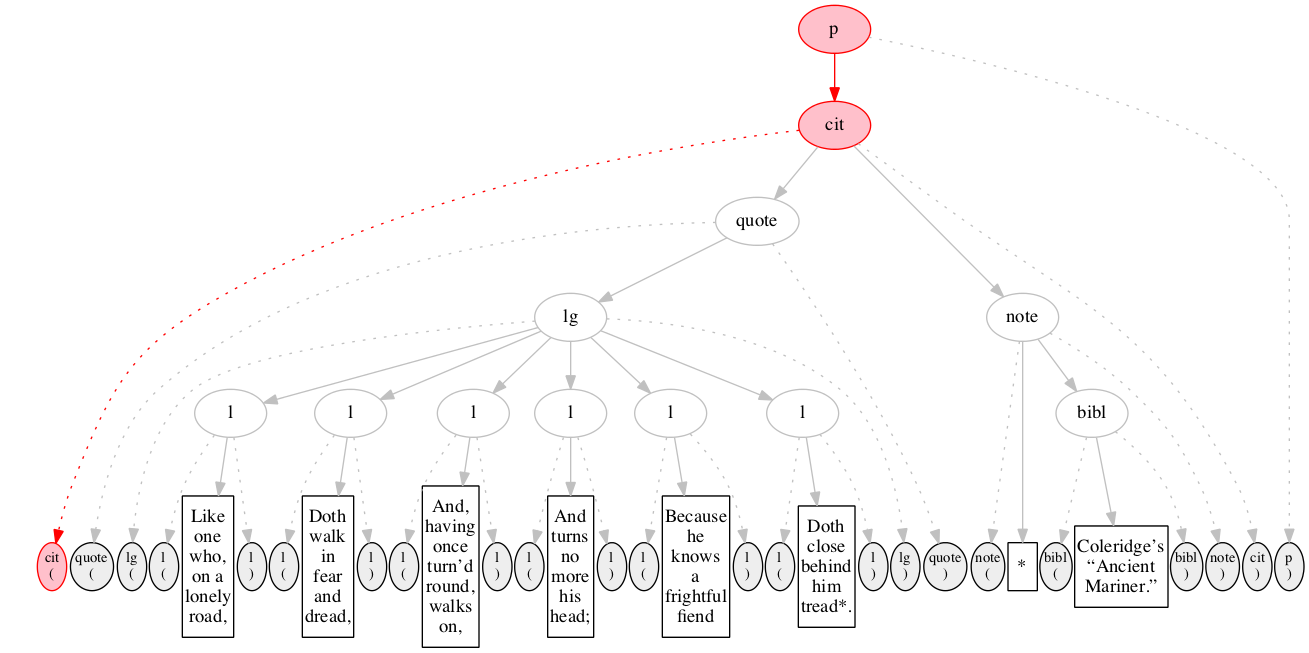 p
cit
quote
lg
note
l
l
l
l
l
l
bibl
cit
(
quote
(
lg
(
l
(
Like
one
who,
on a
lonely
road,
l
)
l
(
Doth
walk
in
fear
and
dread,
l
)
l
(
And,
having
once
turn’d
round,
walks
on,
l
)
l
(
And
turns
no
more
his
head;
l
)
l
(
Because
he
knows
a
frightful
fiend
l
)
l
(
Doth
close
behind
him
tread*.
l
)
lg
)
quote
)
note
(
*
bibl
(
Coleridge’s
“Ancient
Mariner.”
bibl
)
note
)
cit
)
p
)